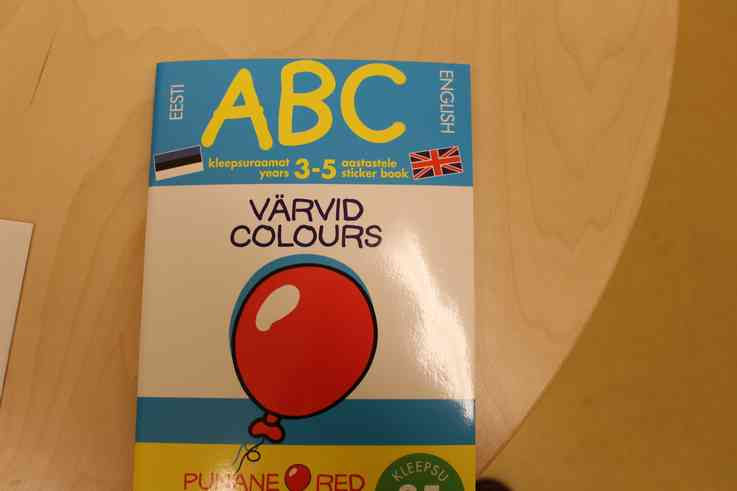 EESTI
ABC
ENGLISH
kleepsuraamat 3-5 aastastele
years sticker book
VÄRVID
COLOURS
PUNANE RED
KLEEPSU